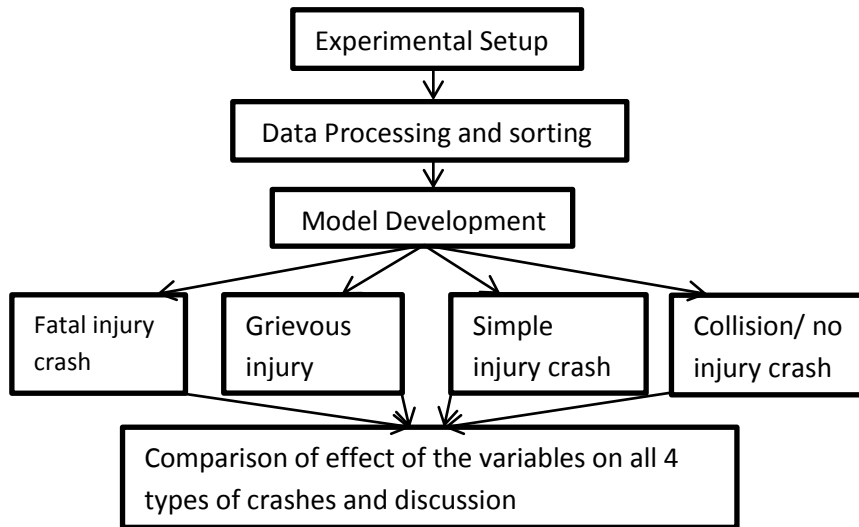 Experimental Setup
Data Processing and sorting
Model Development
Fatal injury
crash
Grievous
injury
Simple
injury crash
Collision/ no
injury crash
Comparison of effect of the variables on all 4
types of crashes and discussion